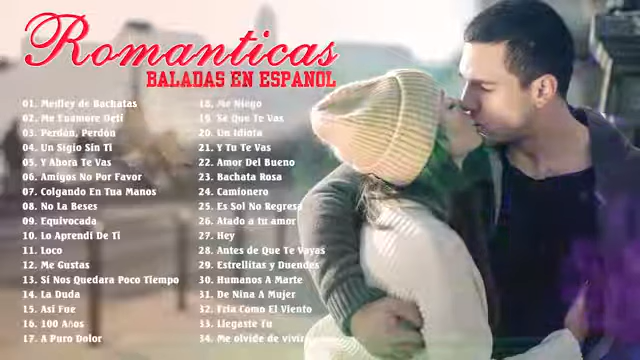 Romanticas
BALADAS EN ESPAÑOL
01. Medley de Bachatas
02. Me Enamore Deti
03. Perdón, Perdón
04. Un Siglo Sin Ti
05. Y Ahora Te Vas
06. Amigos No Por Favor
07. Colgando En Tua Manos
08. No La Beses
09. Equivocada
10. Lo Aprendí De Ti
11. Loco
12. Me Gustas
13. Si Nos Quedara Poco Tiempo
14. La Duda
15. Asi Fue
16. 100 Años
17. A Puro Dolor
18. Me Niego
19. Se Que Te Vas
20. Un Idiota
21. Y Tu Te Vas
22. Amor Del Bueno
23. Bachata Rosa
24. Camionero
25. Es Sol No Regresa
26. Atado a tu amor
27. Hey
28. Antes de Que Te Vayas
29. Estrellitas y Duendes
30. Humanos A Marte
31. De Nina A Mujer
32. Fria Como El Viento
33. Llegaste Tu
34. Me olvide de vivir